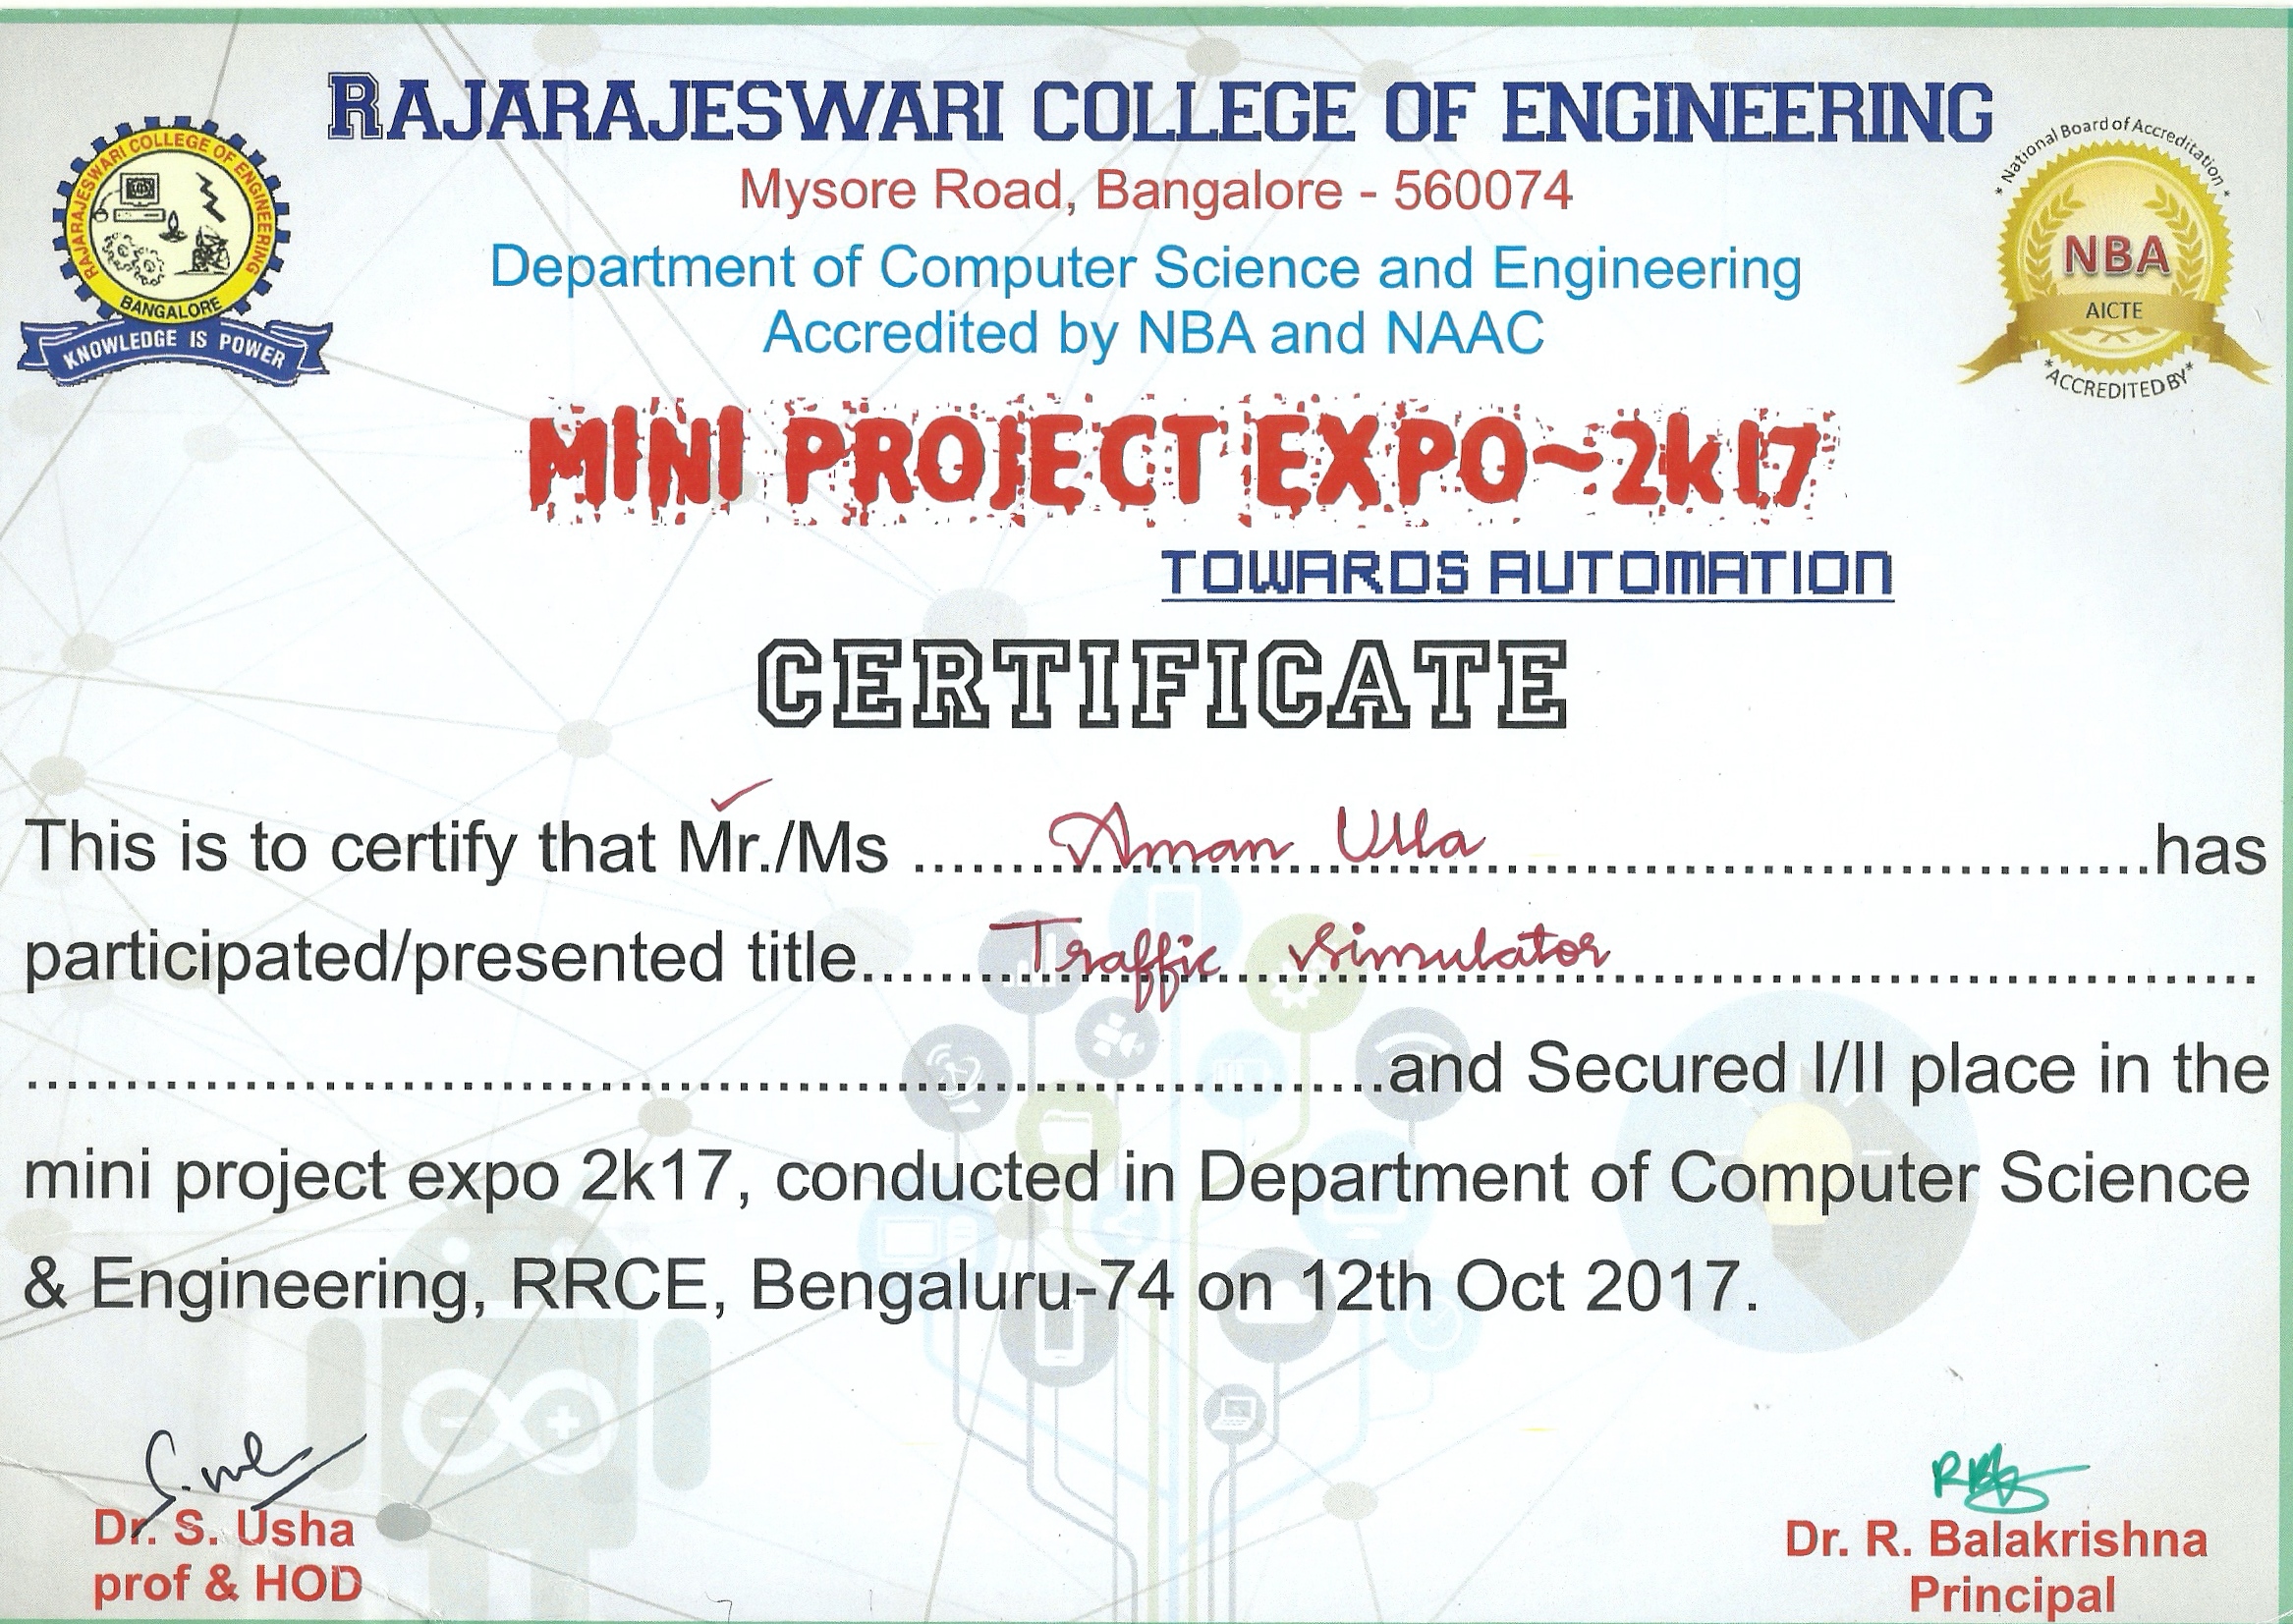 RAJARAJESWARI COLLEGE OF ENGINEERING
Mysore Road, Bangalore - 560074
Department of Computer Science and Engineering
Accredited by NBA and NAAC
RAJARAJESWARI COLLEGE OF ENGINEERING
BANGALORE
KNOWLEDGE IS POWER
* National Board of Accreditation *
NBA
AICTE
*ACCREDITED BY*
MINI PROJECT EXPO~2k17
TOWARDS AUTOMATION
CERTIFICATE
This is to certify that Mr./Ms ........Aman Ulla........has
participated/presented title........Traffic simulator........
........and Secured I/II place in the
mini project expo 2k17, conducted in Department of Computer Science
& Engineering, RRCE, Bengaluru-74 on 12th Oct 2017.
Dr. S. Usha
prof & HOD
Dr. R. Balakrishna
Principal